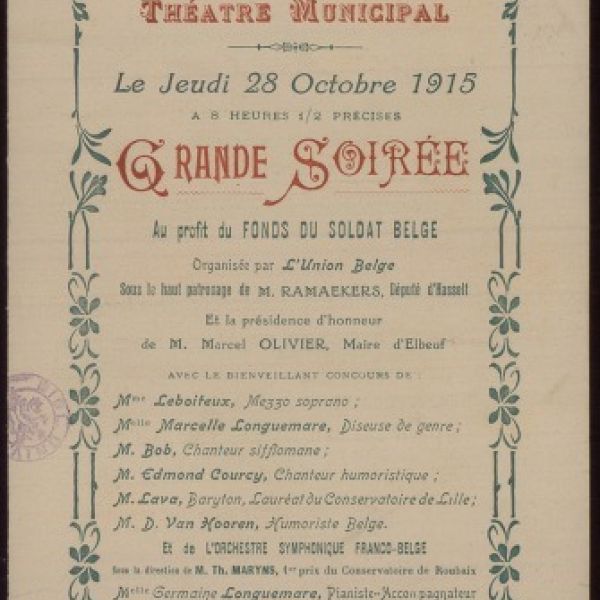 THÉATRE MUNICIPAL
Le Jeudi 28 Octobre 1915
A 8 HEURES 1/2 PRÉCISES
GRANDE SOIRÉE
Au profit du FONDS DU SOLDAT BELGE
Organisée par L'Union Belge
Sous le haut patronage de M. RAMAEKERS, Député d'Hasselt
Et la présidence d'honneur
de M. Marcel OLIVIER, Maire d'Elbeuf
AVEC LE BIENVEILLANT CONCOURS DE :
Mme Leboifeux, Mezzo soprano ;
Melle Marcelle Longuemare, Diseuse de genre ;
M. Bob, Chanteur sifflomane ;
M. Edmond Courcy, Chanteur humoristique ;
M. Lava, Baryton, Lauréat du Conservatoire de Lille ;
M. D. Van Hooren, Humoriste Belge.
Et de L'ORCHESTRE SYMPHONIQUE FRANCO-BELGE
Sous la direction de M. Th. MARYNS, 1er prix du Conservatoire de Roubaix
Melle Germaine Longuemare, Pianiste-Accompagnateur